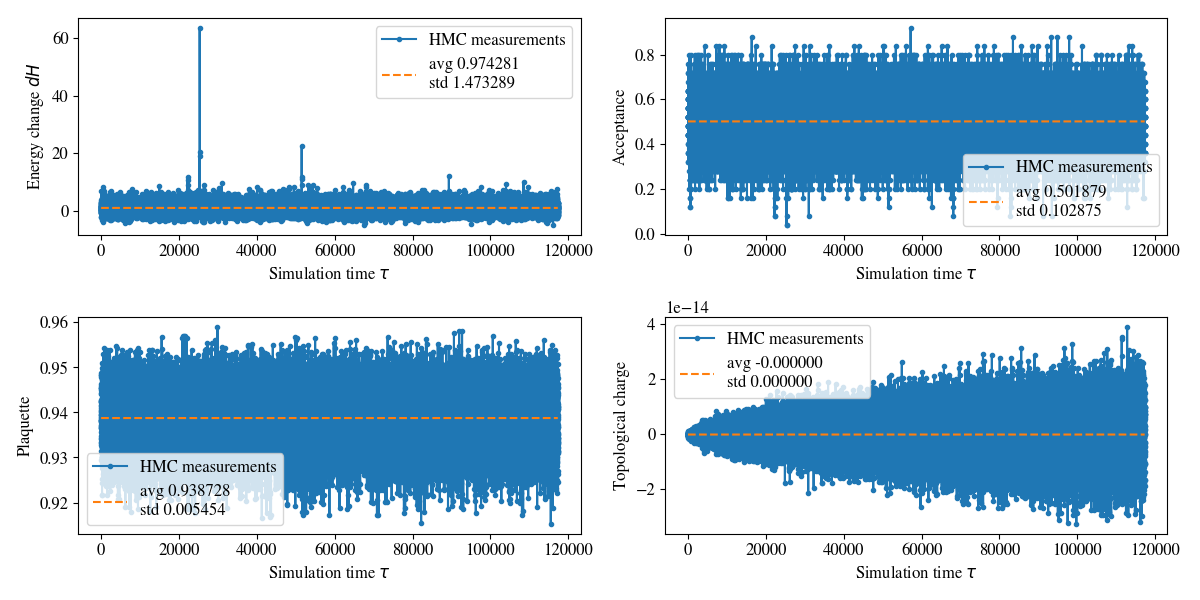 60
40
20
0
Energy change dH
HMC measurements
avg 0.974281
std 1.473289
0 20000 40000 60000 80000 100000 120000
Simulation time τ
0.8
0.6
0.4
0.2
0.0
Acceptance
HMC measurements
avg 0.501879
std 0.102875
0 20000 40000 60000 80000 100000 120000
Simulation time τ
0.96
0.95
0.94
0.93
0.92
Plaquette
HMC measurements
avg 0.938728
std 0.005454
0 20000 40000 60000 80000 100000 120000
Simulation time τ
1e−14
4
2
0
−2
Topological charge
HMC measurements
avg -0.000000
std 0.000000
0 20000 40000 60000 80000 100000 120000
Simulation time τ